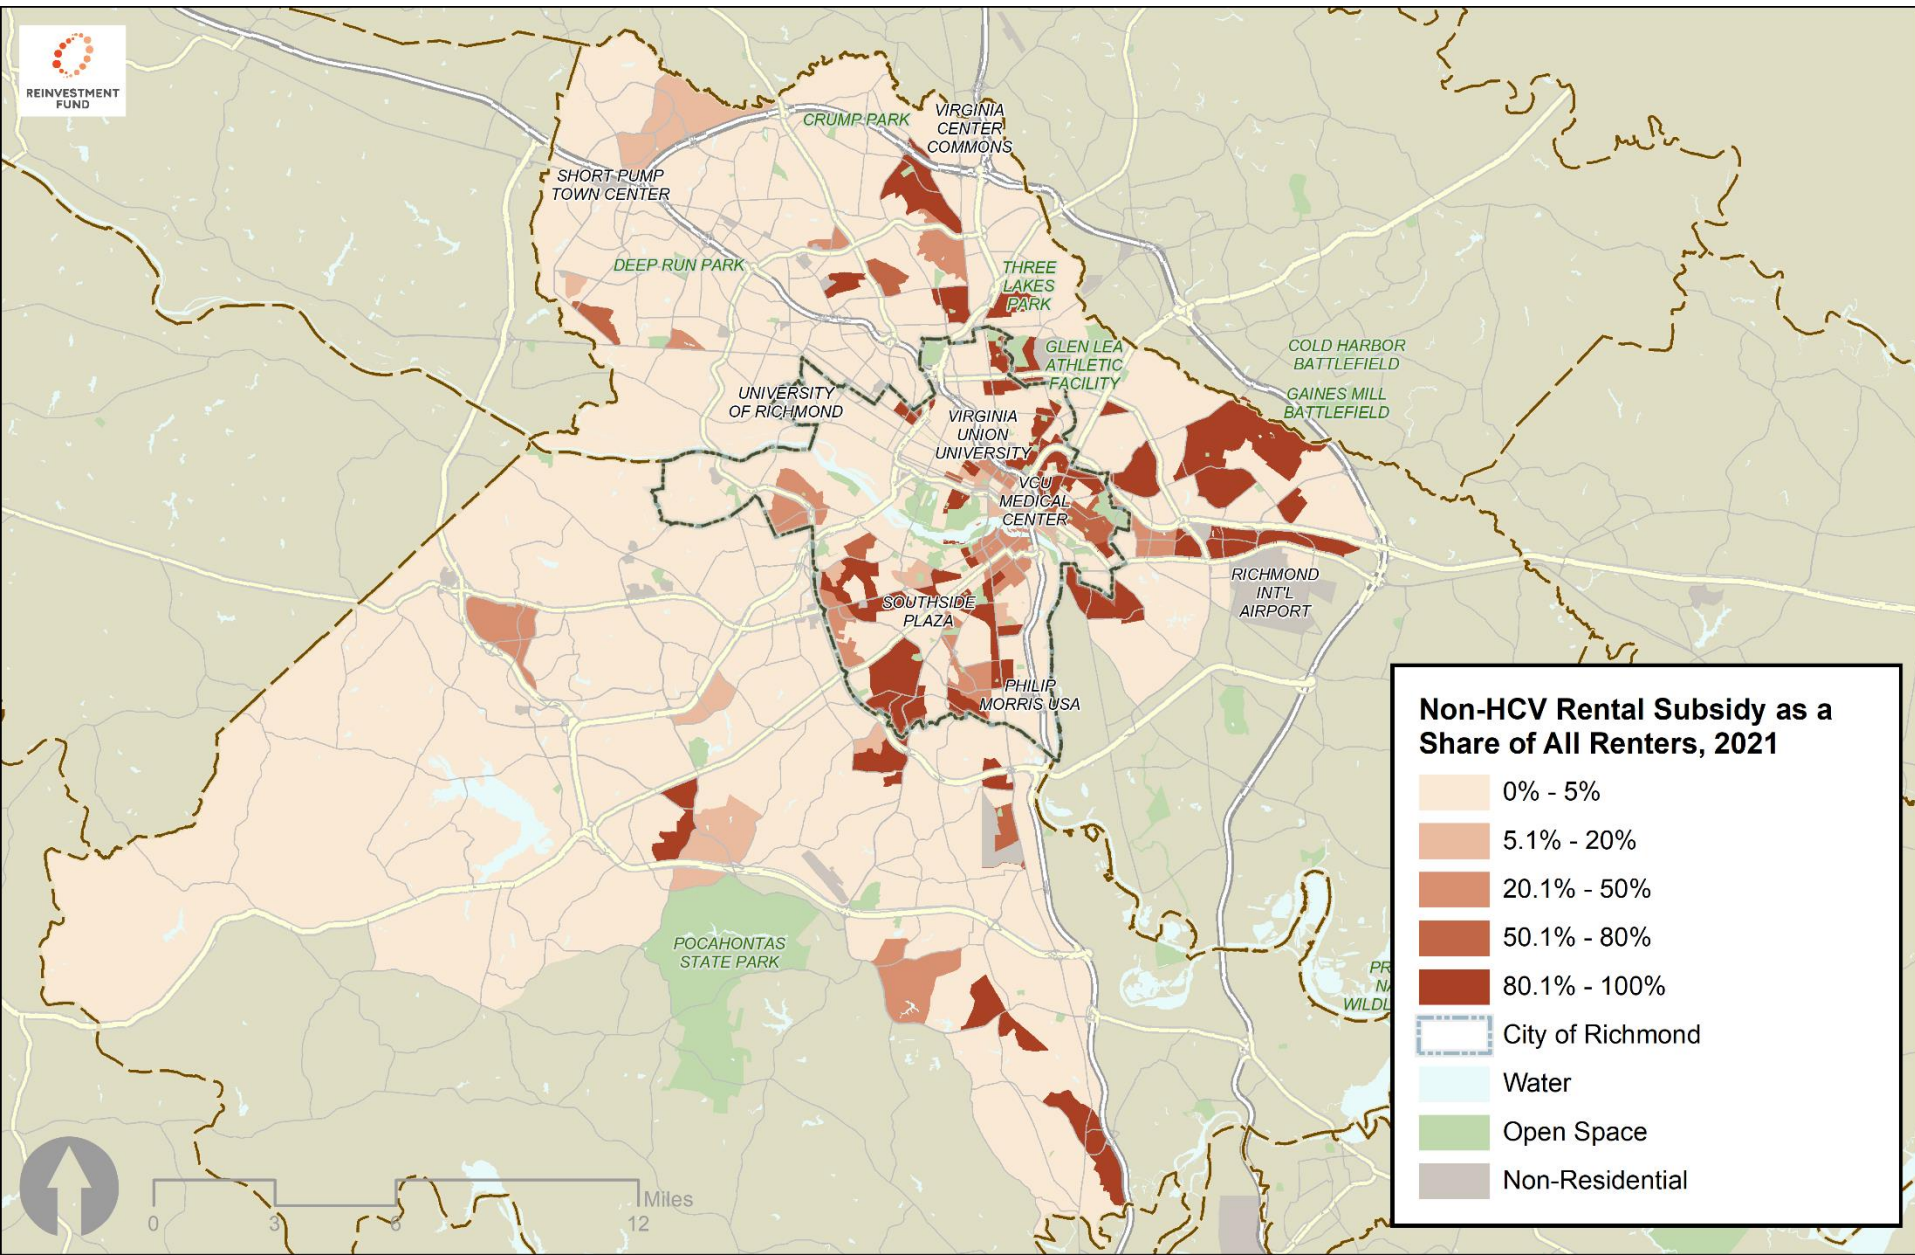 REINVESTMENT
FUND
CRUMP PARK
VIRGINIA
CENTER
COMMONS
SHORT PUMP
TOWN CENTER
DEEP RUN PARK
THREE
LAKES
PARK
GLEN LEA
ATHLETIC
FACILITY
COLD HARBOR
BATTLEFIELD
GAINES MILL
BATTLEFIELD
UNIVERSITY
OF RICHMOND
VIRGINIA
UNION
UNIVERSITY
VCU
MEDICAL
CENTER
RICHMOND
INT'L
AIRPORT
SOUTHSIDE
PLAZA
PHILIP
MORRIS USA
POCAHONTAS
STATE PARK
Non-HCV Rental Subsidy as a
Share of All Renters, 2021
0% - 5%
5.1% - 20%
20.1% - 50%
50.1% - 80%
80.1% - 100%
City of Richmond
Water
Open Space
Non-Residential
Miles
0 3 6 12